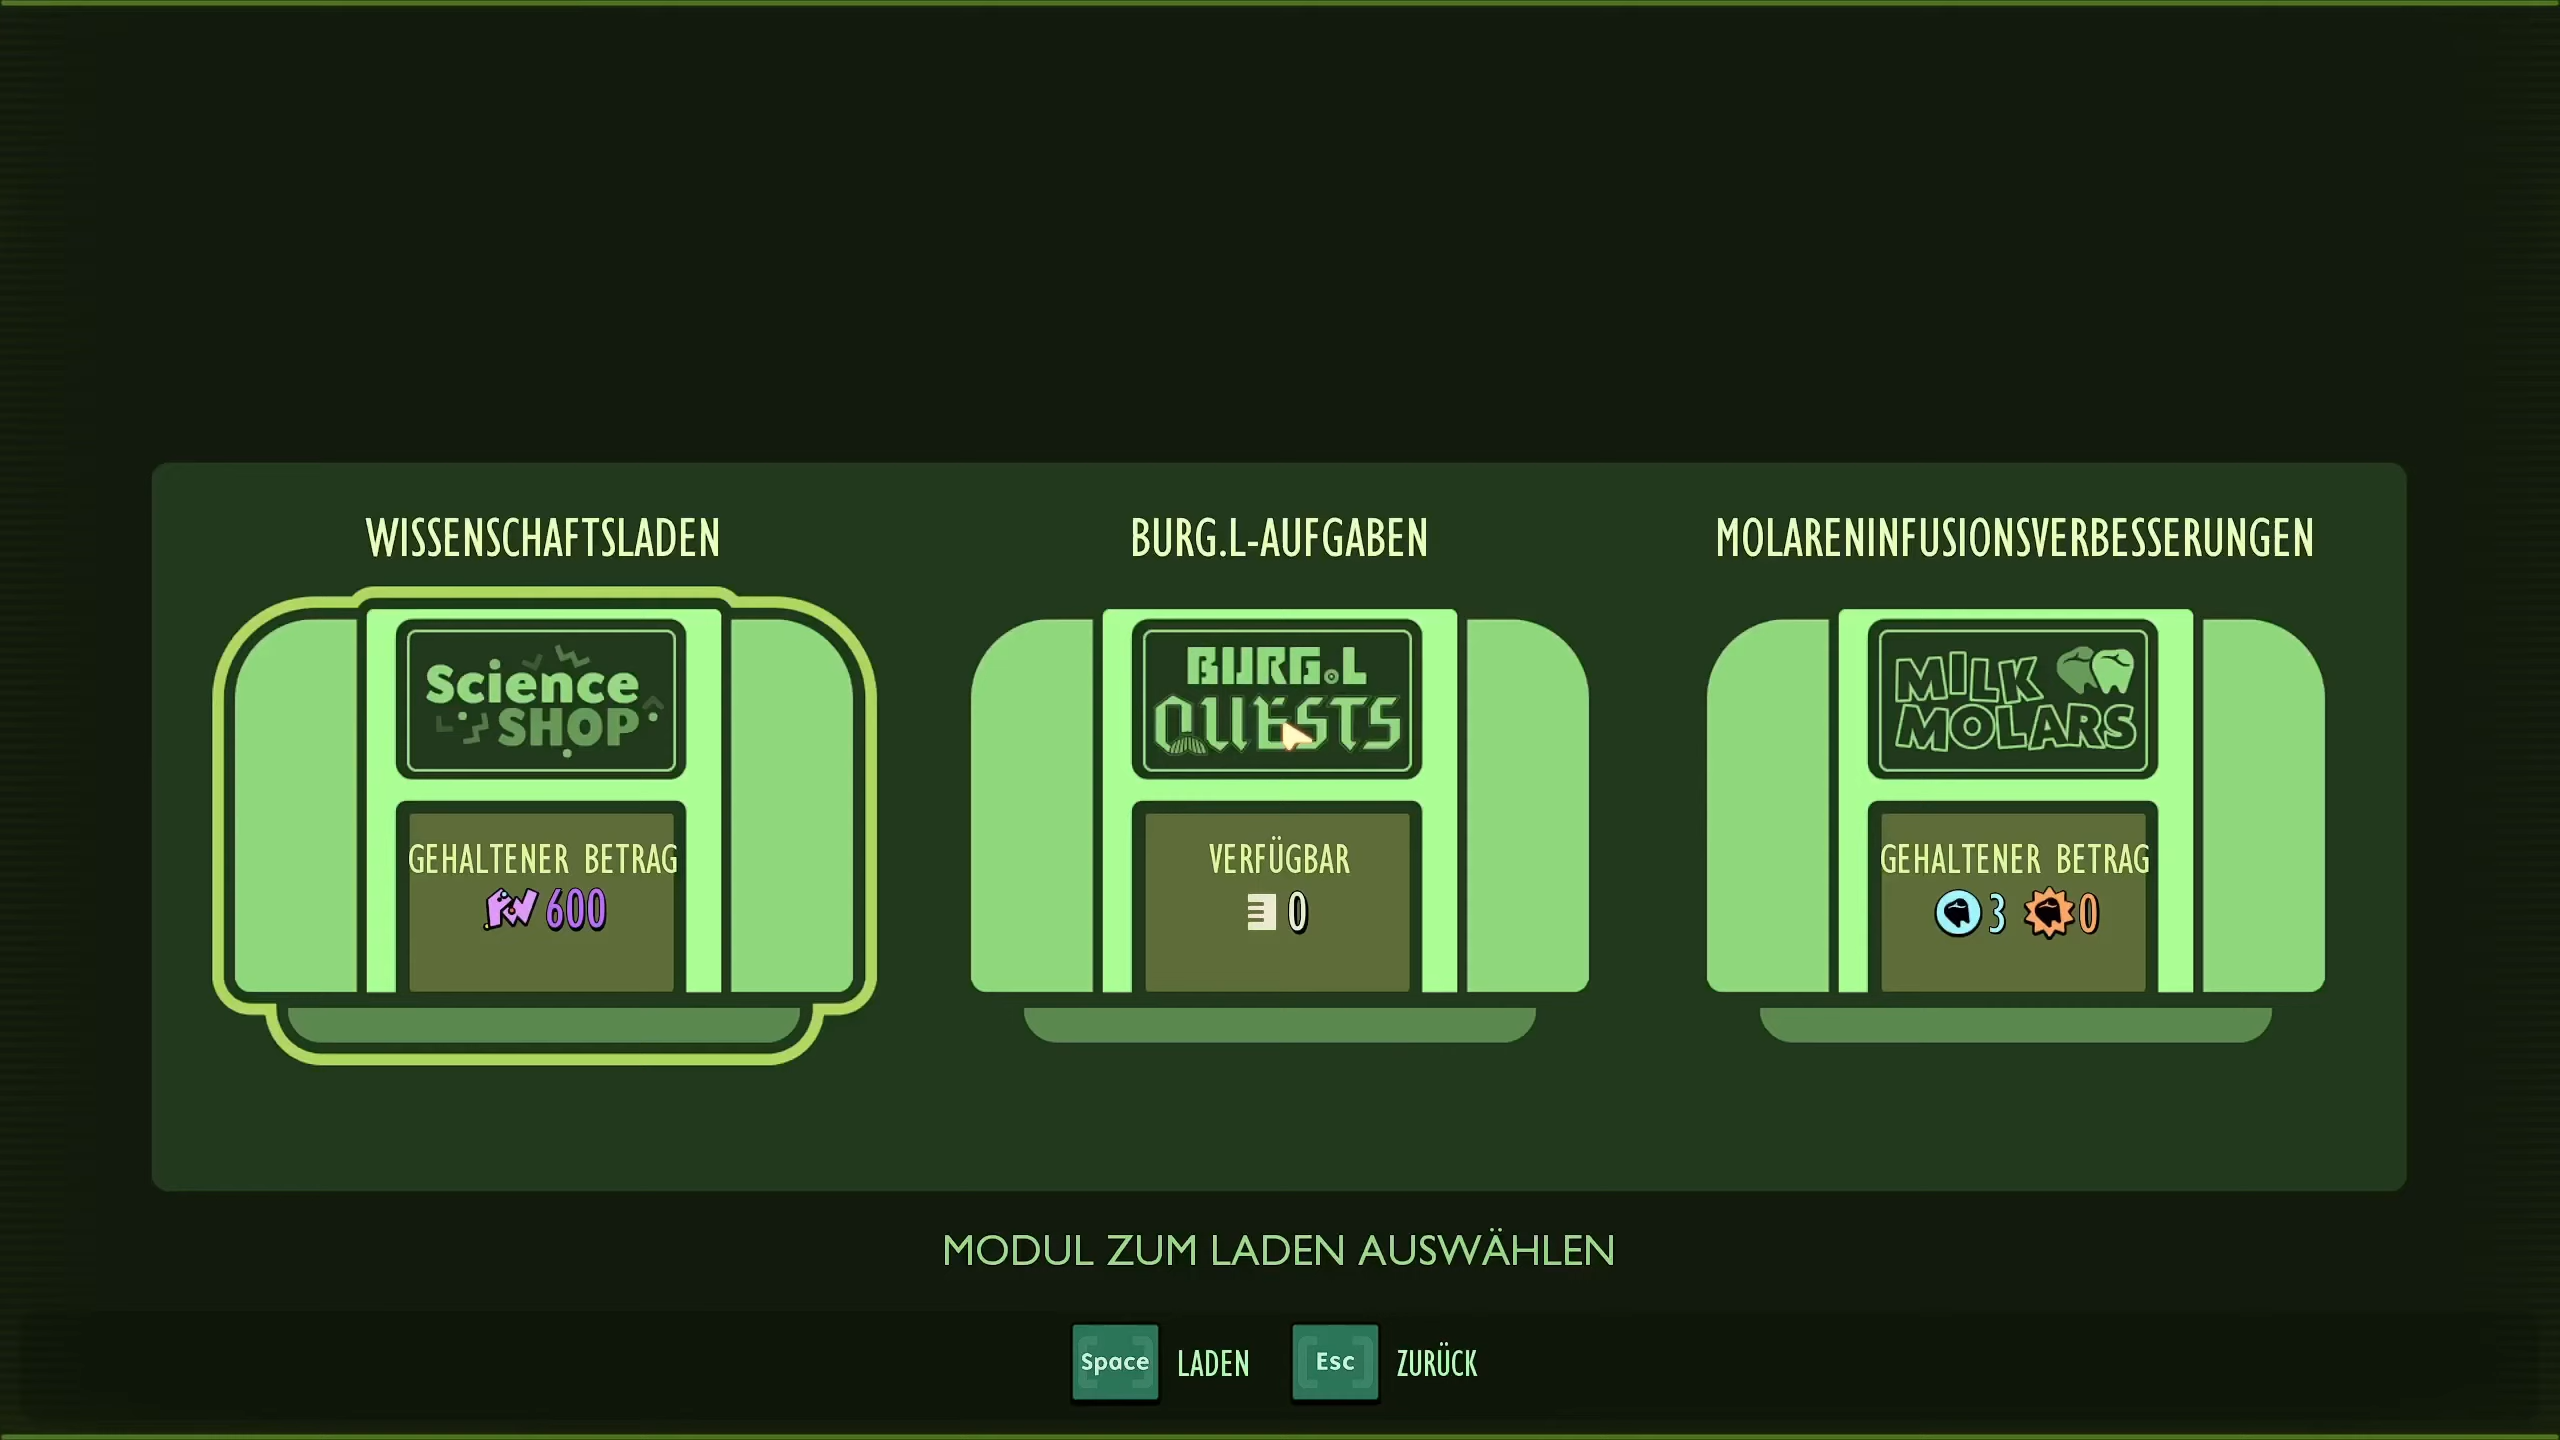 WISSENSCHAFTSLADEN
Science
SHOP
GEHALTENER BETRAG
600
BURG.L-AUFGABEN
BURG.L
QUESTS
VERFÜGBAR
0
MOLARENINFUSIONSVERBESSERUNGEN
MILK
MOLARS
GEHALTENER BETRAG
3 0
MODUL ZUM LADEN AUSWÄHLEN
Space LADEN Esc ZURÜCK